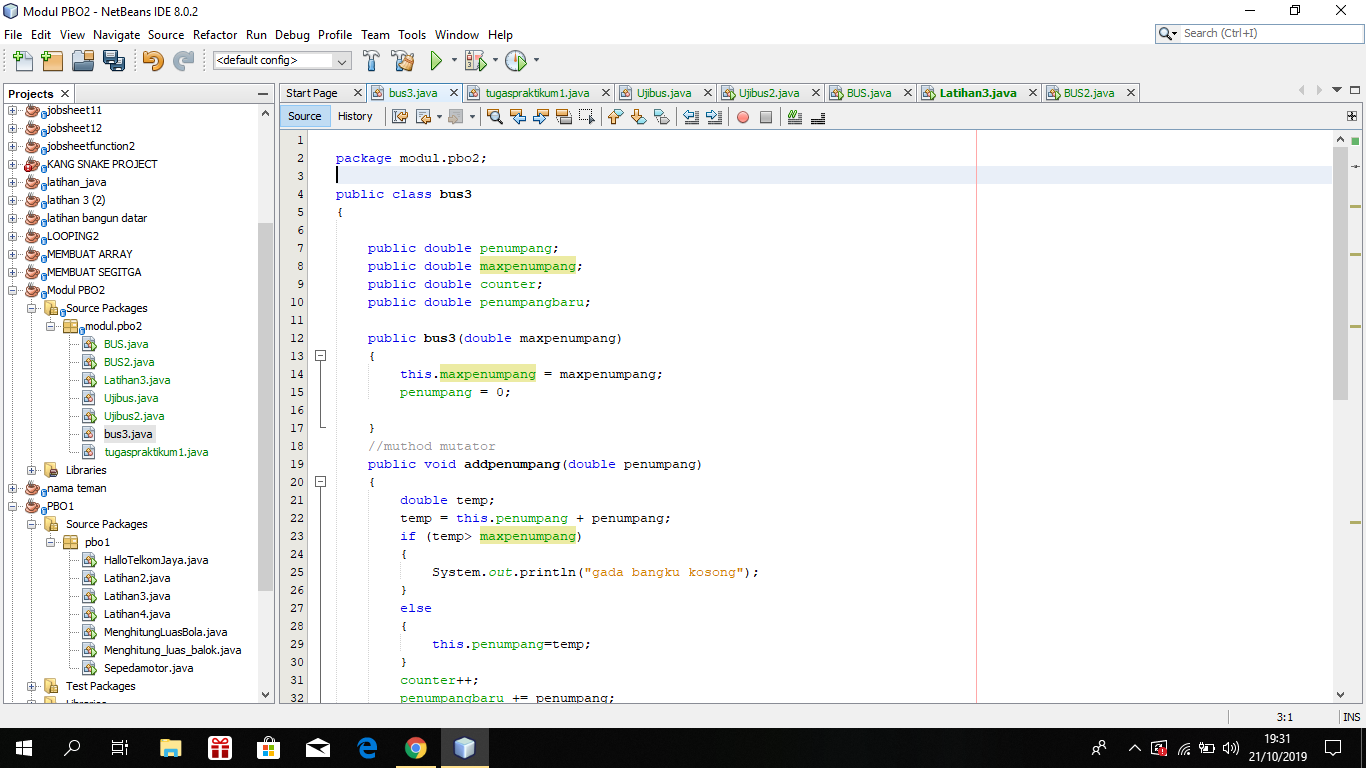 Modul PBO2 - NetBeans IDE 8.0.2
File Edit View Navigate Source Refactor Run Debug Profile Team Tools Window Help
Search (Ctrl+I)
<default config>
Projects
jobsheet11
jobsheet12
jobsheetfunction2
KANG SNAKE PROJECT
latihan_java
latihan 3 (2)
latihan bangun datar
LOOPING2
MEMBUAT ARRAY
MEMBUAT SEGITGA
Modul PBO2
Source Packages
modul.pbo2
BUS.java
BUS2.java
Latihan3.java
Ujibus.java
Ujibus2.java
bus3.java
tugaspraktikum1.java
Libraries
nama teman
PBO1
Source Packages
pbo1
HalloTelkomJaya.java
Latihan2.java
Latihan3.java
Latihan4.java
MenghitungLuasBola.java
Menghitung_luas_balok.java
Sepedamotor.java
Test Packages
Libraries
Start Page bus3.java tugaspraktikum1.java Ujibus.java Ujibus2.java BUS.java Latihan3.java BUS2.java
Source History
1
2 package modul.pbo2;
3
4 public class bus3
5 {
6
7 public double penumpang;
8 public double maxpenumpang;
9 public double counter;
10 public double penumpangbaru;
11
12 public bus3(double maxpenumpang)
13 {
14 this.maxpenumpang = maxpenumpang;
15 penumpang = 0;
16
17 }
18 //muthod mutator
19 public void addpenumpang(double penumpang)
20 {
21 double temp;
22 temp = this.penumpang + penumpang;
23 if (temp> maxpenumpang)
24 {
25 System.out.println("gada bangku kosong");
26 }
27 else
28 {
29 this.penumpang=temp;
30 }
31 counter++;
32 penumpangbaru += penumpang;
3:1 INS
19:31
21/10/2019